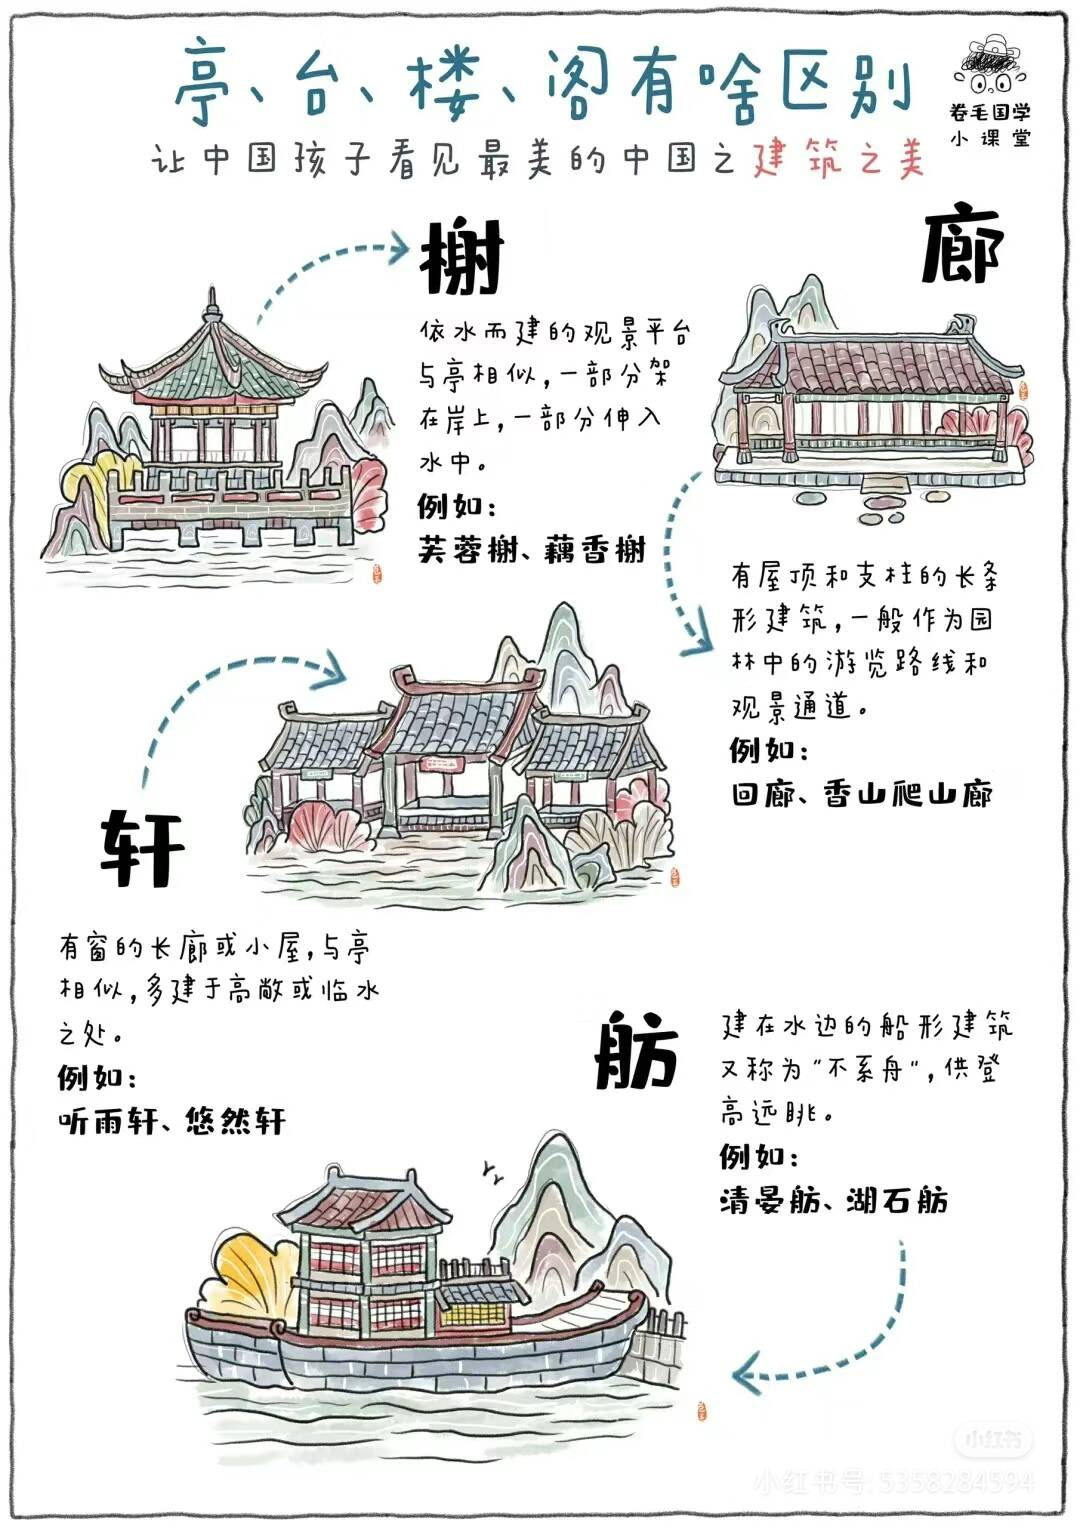 亭、台、楼、阁有啥区别
卷毛国学
小课堂
让中国孩子看见最美的中国之建筑之美
榭
依水而建的观景平台
与亭相似，一部分架
在岸上，一部分伸入
水中。
例如：
芙蓉榭、藕香榭
廊
有屋顶和支柱的长条
形建筑，一般作为园
林中的游览路线和
观景通道。
例如：
回廊、香山爬山廊
轩
有窗的长廊或小屋，与亭
相似，多建于高敞或临水
之处。
例如：
听雨轩、悠然轩
舫
建在水边的船形建筑
又称为“不系舟”，供登
高远眺。
例如：
清晏舫、湖石舫
小红书
小红书号: 5358284594